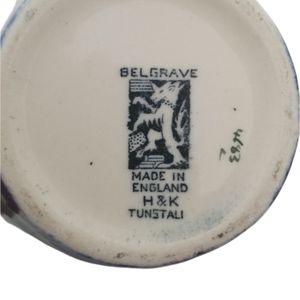 BELGRAVE
MADE IN
ENGLAND
H & K
TUNSTALL